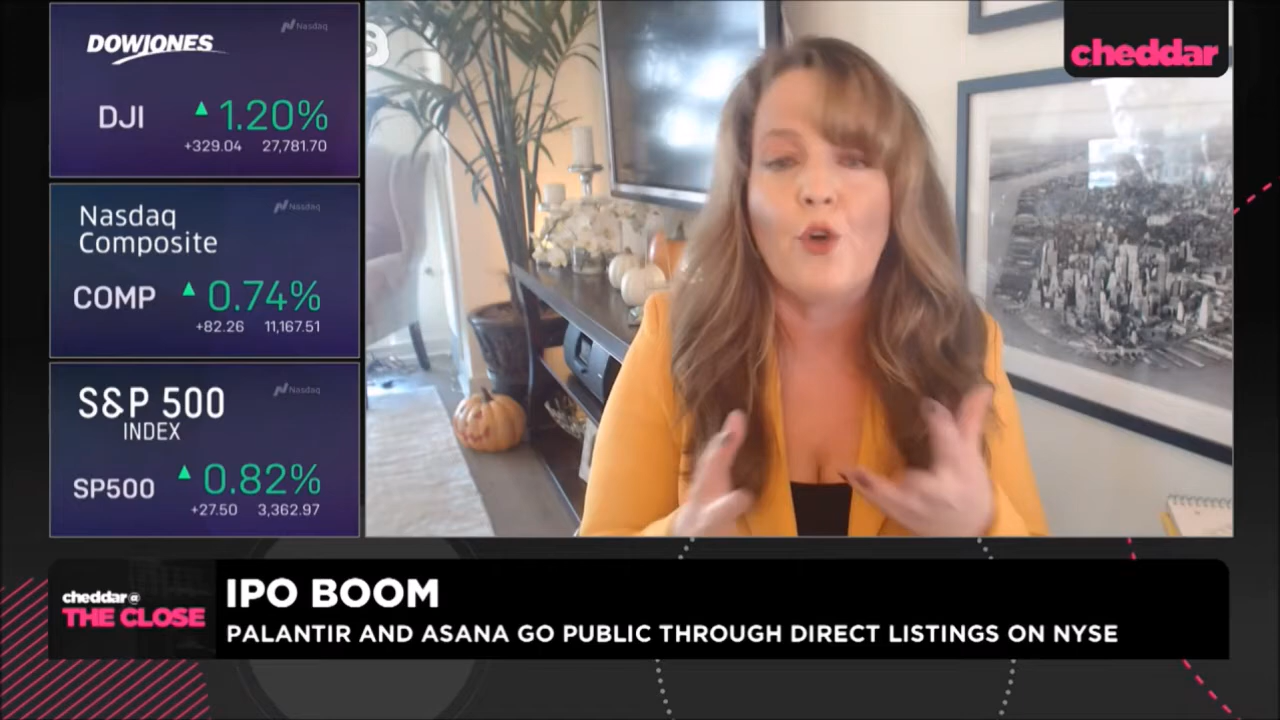 DOWJONES
Nasdaq
DJI
1.20%
+329.04 27,781.70
Nasdaq
Nasdaq
Composite
COMP
0.74%
+82.26 11,167.51
S&P 500
Nasdaq
INDEX
SP500
0.82%
+27.50 3,362.97
cheddar
cheddar@
THE CLOSE
IPO BOOM
PALANTIR AND ASANA GO PUBLIC THROUGH DIRECT LISTINGS ON NYSE